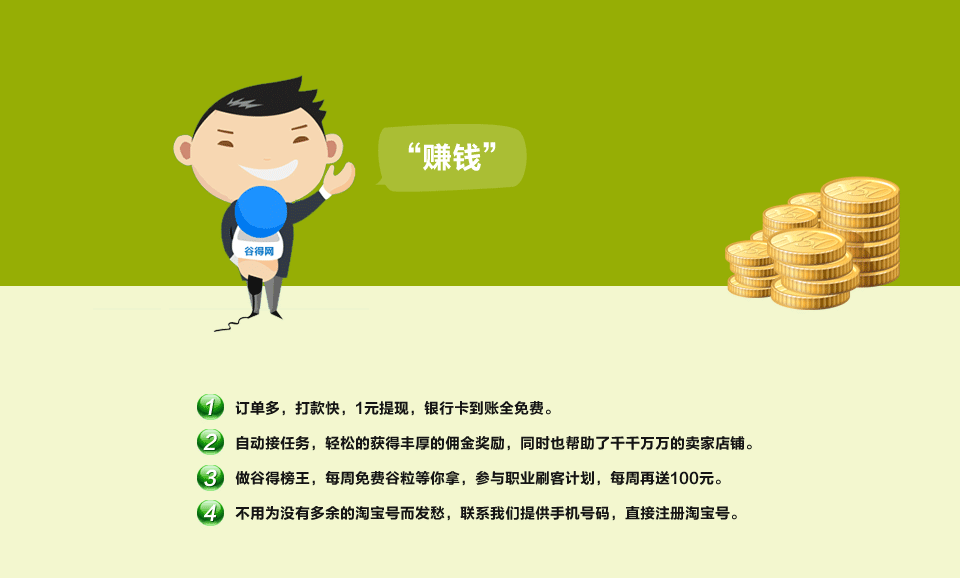 “赚钱”
谷得网
1 订单多，打款快，1元提现，银行卡到账全免费。
2 自动接任务，轻松的获得丰厚的佣金奖励，同时也帮助了千千万万的卖家店铺。
3 做谷得榜王，每周免费谷粒等你拿，参与职业刷客计划，每周再送100元。
4 不用为没有多余的淘宝号而发愁，联系我们提供手机号码，直接注册淘宝号。